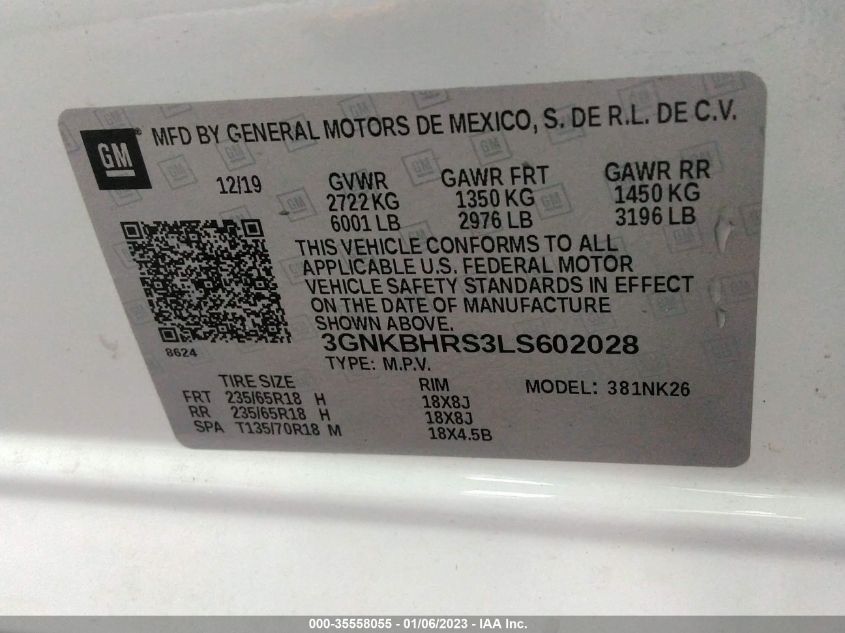 GM®
MFD BY GENERAL MOTORS DE MEXICO, S. DE R.L. DE C.V.
12/19 GVWR GAWR FRT GAWR RR
2722 KG 1350 KG 1450 KG
6001 LB 2976 LB 3196 LB
THIS VEHICLE CONFORMS TO ALL
APPLICABLE U.S. FEDERAL MOTOR
VEHICLE SAFETY STANDARDS IN EFFECT
ON THE DATE OF MANUFACTURE
SHOWN ABOVE.
8624
3GNKBHRS3LS602028
TYPE: M.P.V.
TIRE SIZE RIM MODEL: 381NK26
FRT 235/65R18 H 18X8J
RR 235/65R18 H 18X8J
SPA T135/70R18 M 18X4.5B
000-35558055 - 01/06/2023 - IAA Inc.